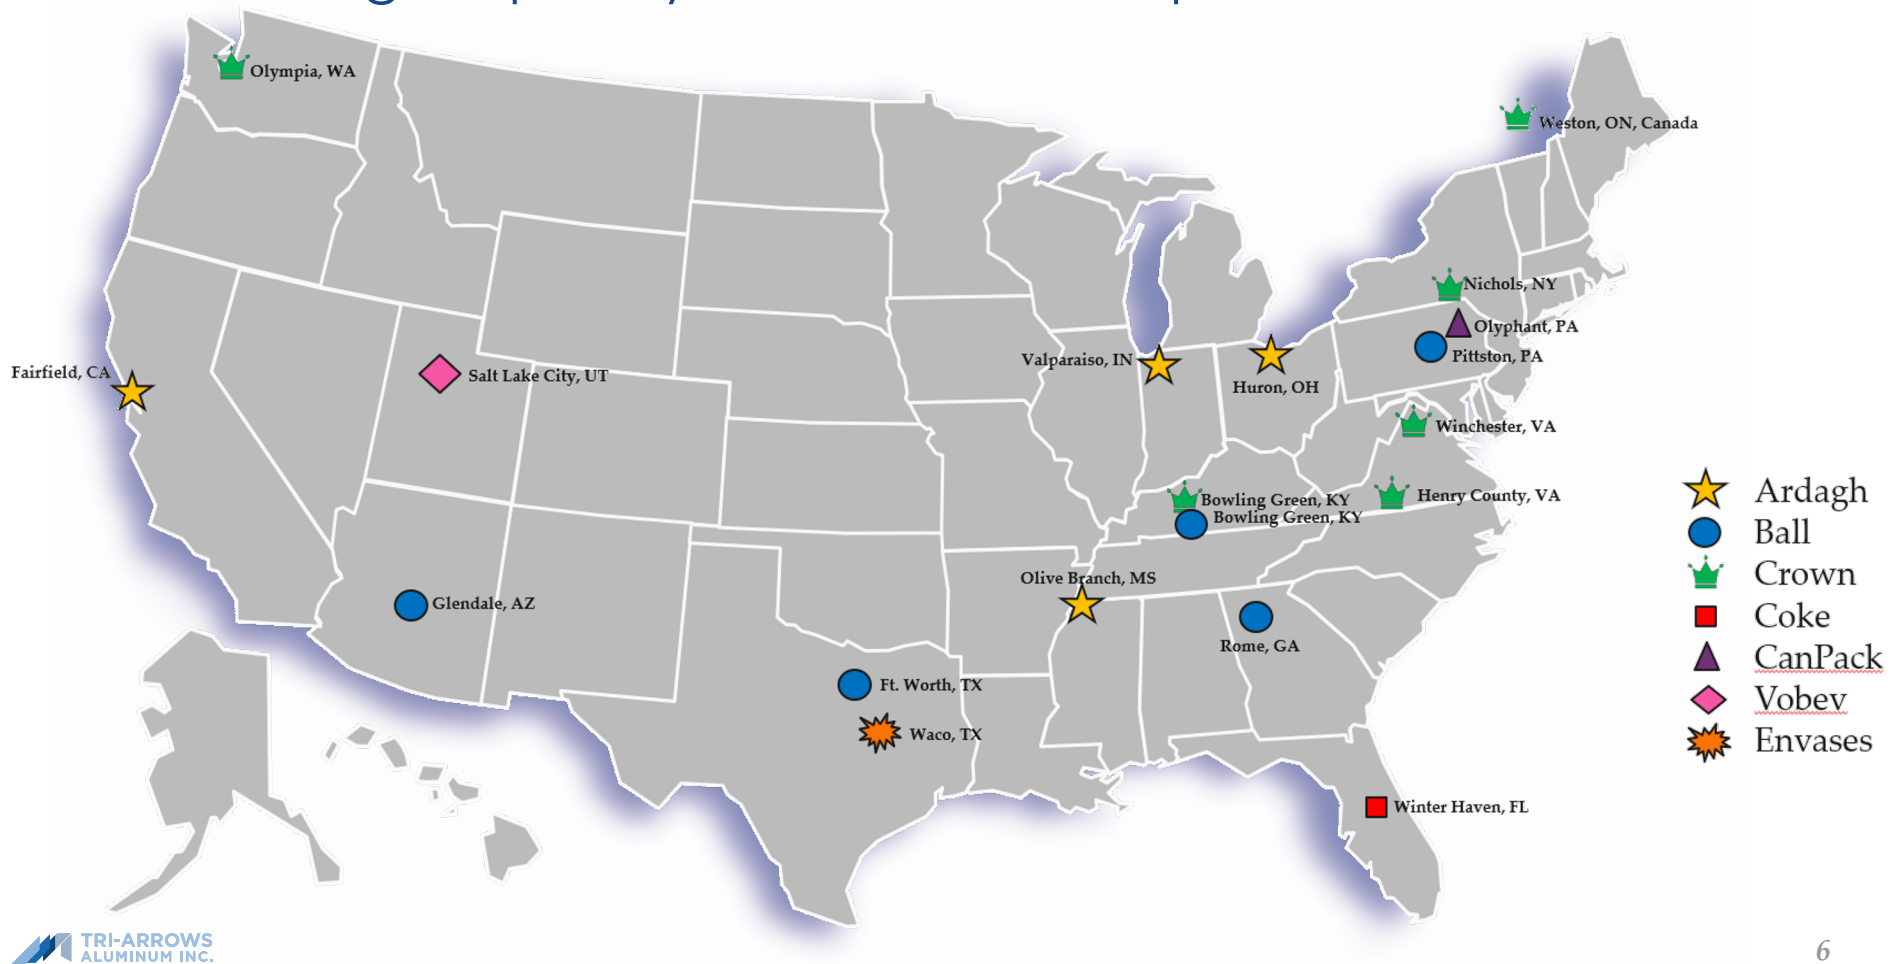 Olympia, WA
Weston, ON, Canada
Nichols, NY
Olyphant, PA
Pittston, PA
Valparaiso, IN
Fairfield, CA
Salt Lake City, UT
Huron, OH
Winchester, VA
Henry County, VA
Bowling Green, KY
Bowling Green, KY
Olive Branch, MS
Glendale, AZ
Rome, GA
Ft. Worth, TX
Waco, TX
Winter Haven, FL
Ardagh
Ball
Crown
Coke
CanPack
Vobev
Envases
TRI-ARROWS
ALUMINUM INC.
6